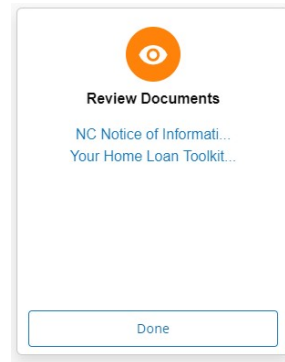 Review Documents
NC Notice of Informati...
Your Home Loan Toolkit...
Done